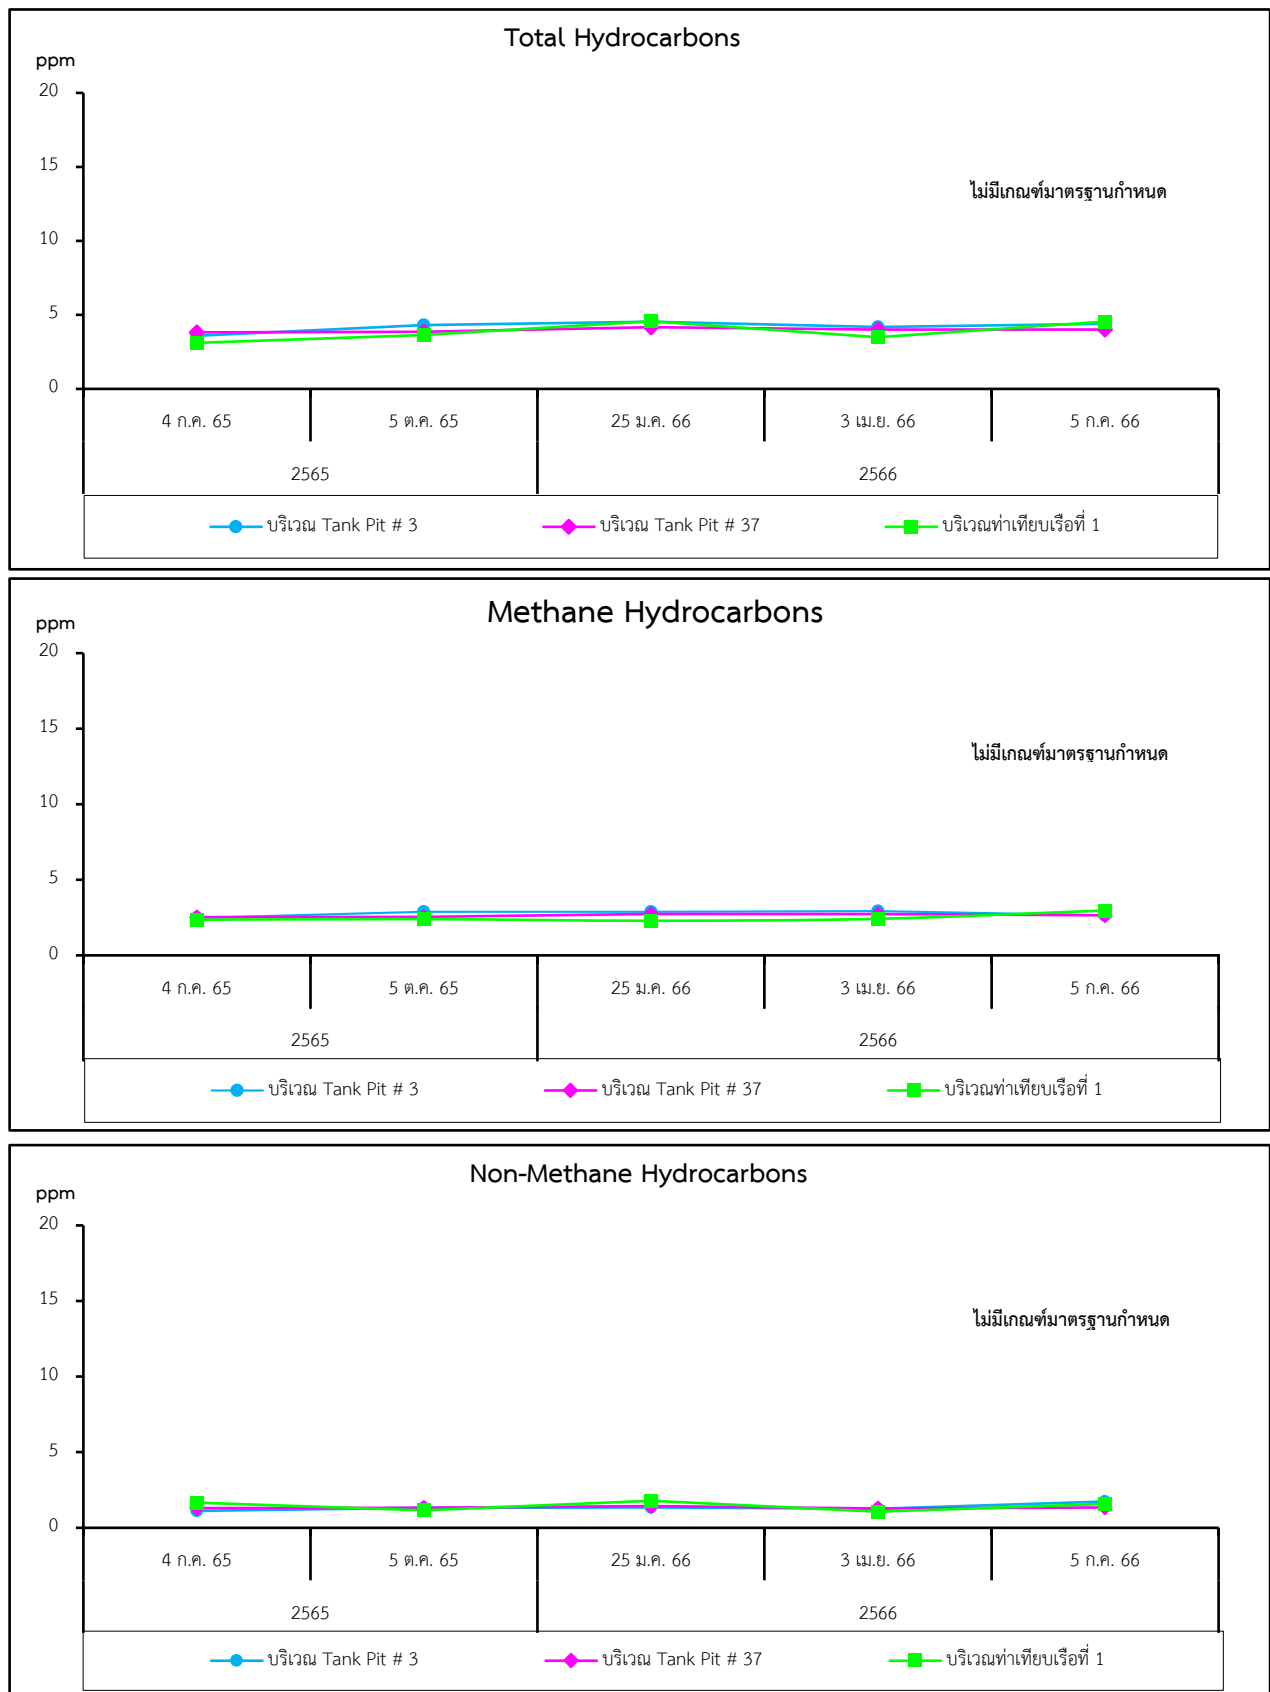 Total Hydrocarbons
ppm
20
15
ไม่มีเกณฑ์มาตรฐานกำหนด
10
5
0
4 ก.ค. 65 5 ต.ค. 65 25 ม.ค. 66 3 เม.ย. 66 5 ก.ค. 66
2565 2566
บริเวณ Tank Pit # 3 บริเวณ Tank Pit # 37 บริเวณท่าเทียบเรือที่ 1
Methane Hydrocarbons
ppm
20
15
ไม่มีเกณฑ์มาตรฐานกำหนด
10
5
0
4 ก.ค. 65 5 ต.ค. 65 25 ม.ค. 66 3 เม.ย. 66 5 ก.ค. 66
2565 2566
บริเวณ Tank Pit # 3 บริเวณ Tank Pit # 37 บริเวณท่าเทียบเรือที่ 1
Non-Methane Hydrocarbons
ppm
20
15
ไม่มีเกณฑ์มาตรฐานกำหนด
10
5
0
4 ก.ค. 65 5 ต.ค. 65 25 ม.ค. 66 3 เม.ย. 66 5 ก.ค. 66
2565 2566
บริเวณ Tank Pit # 3 บริเวณ Tank Pit # 37 บริเวณท่าเทียบเรือที่ 1